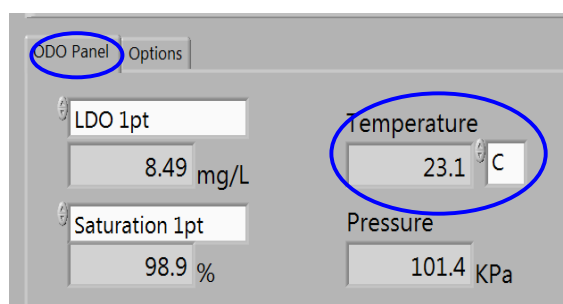 ODO Panel Options
LDO 1pt
8.49 mg/L
Saturation 1pt
98.9 %
Temperature
23.1 C
Pressure
101.4 KPa